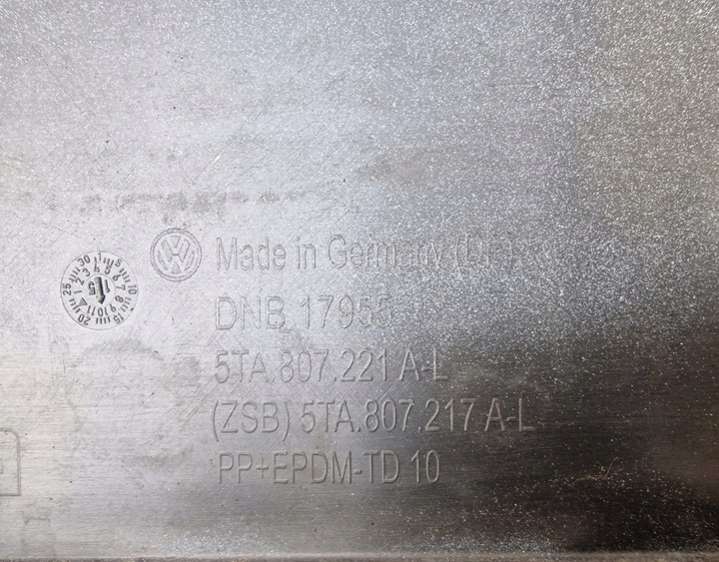 Made in Germany
DNB 17955
5TA.807.221 A-L
(ZSB) 5TA.807.217 A-L
PP+EPDM-TD 10